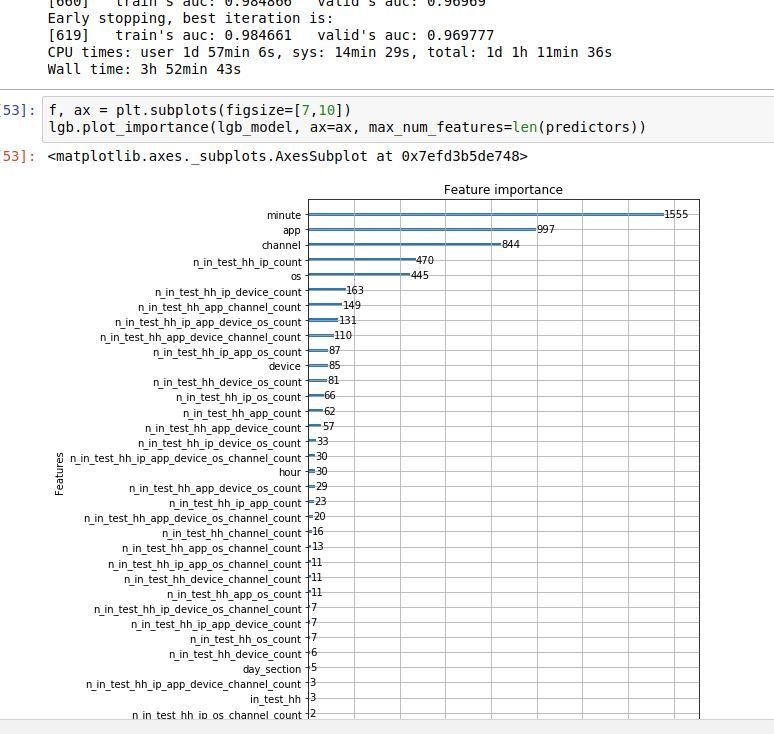 [660] train's auc: 0.984866 valid's auc: 0.96969
Early stopping, best iteration is:
[619] train's auc: 0.984661 valid's auc: 0.969777
CPU times: user 1d 57min 6s, sys: 14min 29s, total: 1d 1h 11min 36s
Wall time: 3h 52min 43s
53]: f, ax = plt.subplots(figsize=[7,10])
lgb.plot_importance(lgb_model, ax=ax, max_num_features=len(predictors))
53]: <matplotlib.axes._subplots.AxesSubplot at 0x7efd3b5de748>
Feature importance
minute 1555
app 997
channel 844
n_in_test_hh_ip_count 470
os 445
n_in_test_hh_ip_device_count 163
n_in_test_hh_app_channel_count 149
n_in_test_hh_ip_app_device_os_count 131
n_in_test_hh_app_device_channel_count 110
n_in_test_hh_ip_app_os_count 87
device 85
n_in_test_hh_device_os_count 81
n_in_test_hh_ip_os_count 66
n_in_test_hh_app_count 62
n_in_test_hh_app_device_count 57
n_in_test_hh_ip_device_os_count 33
n_in_test_hh_ip_app_device_os_channel_count 30
hour 30
n_in_test_hh_app_device_os_count 29
n_in_test_hh_ip_app_count 23
n_in_test_hh_app_device_os_channel_count 20
n_in_test_hh_channel_count 16
n_in_test_hh_app_os_channel_count 13
n_in_test_hh_ip_app_os_channel_count 11
n_in_test_hh_device_channel_count 11
n_in_test_hh_app_os_count 11
n_in_test_hh_ip_device_os_channel_count 7
n_in_test_hh_ip_app_device_count 7
n_in_test_hh_os_count 7
n_in_test_hh_device_count 6
day_section 5
n_in_test_hh_ip_app_device_channel_count 3
in_test_hh 3
n_in_test_hh_ip_os_channel_count 2
Features